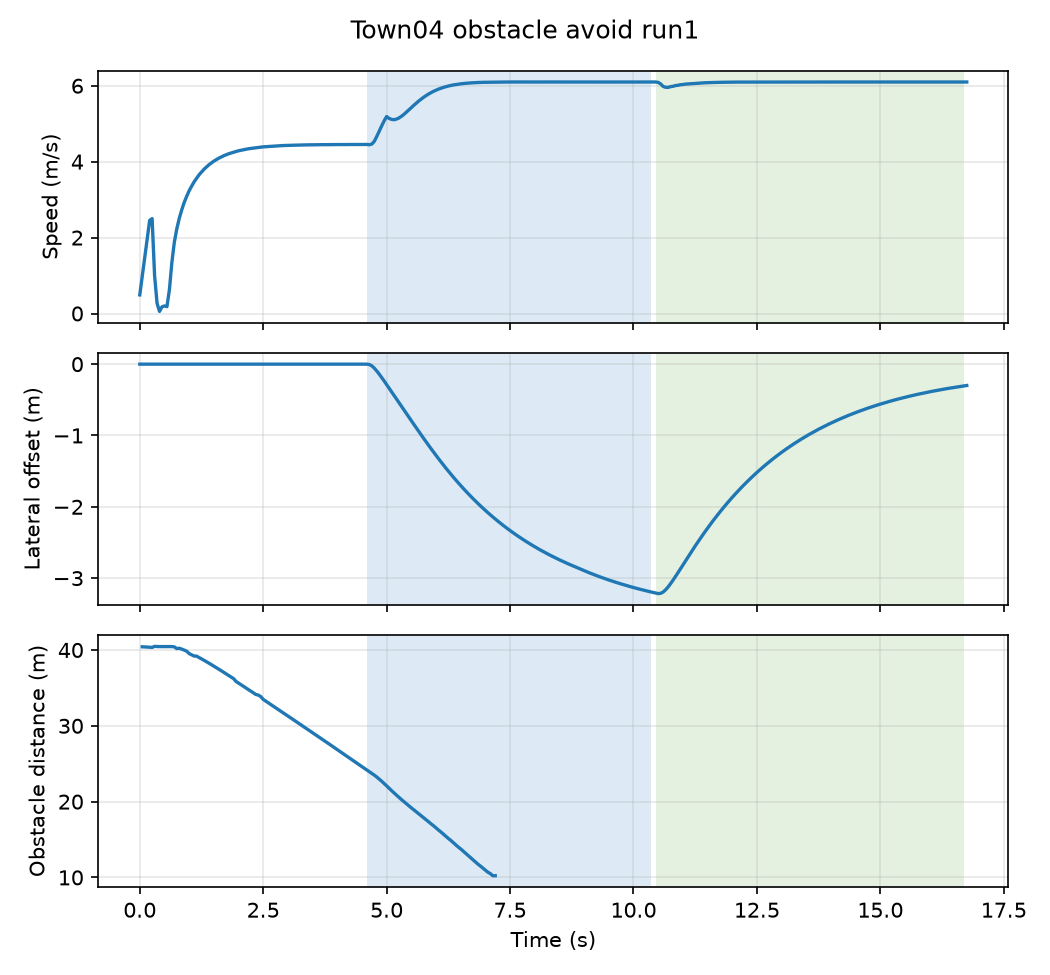 Town04 obstacle avoid run1
Speed (m/s)
6
4
2
0
Lateral offset (m)
0
−1
−2
−3
Obstacle distance (m)
40
30
20
10
0.0 2.5 5.0 7.5 10.0 12.5 15.0 17.5
Time (s)